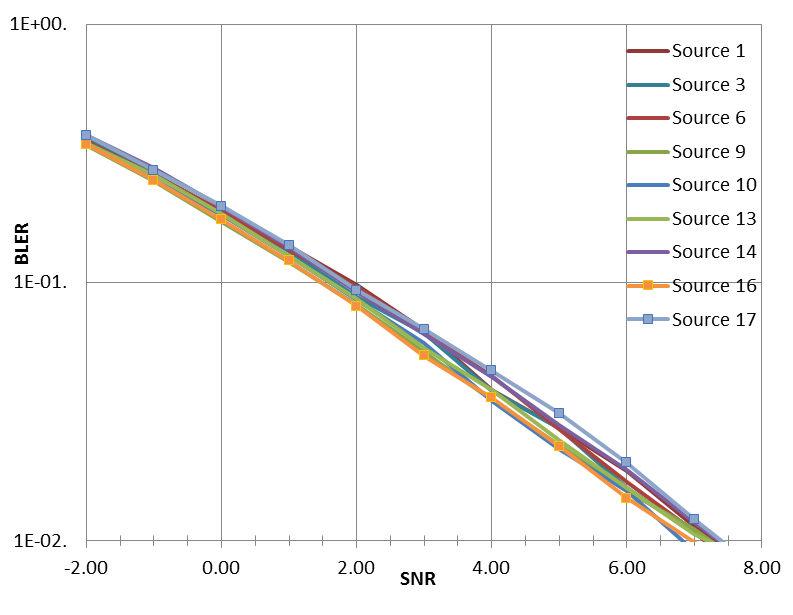 1E+00.
Source 1
Source 3
Source 6
Source 9
Source 10
Source 13
Source 14
Source 16
Source 17
BLER
1E-01.
1E-02.
-2.00 0.00 2.00 4.00 6.00 8.00
SNR